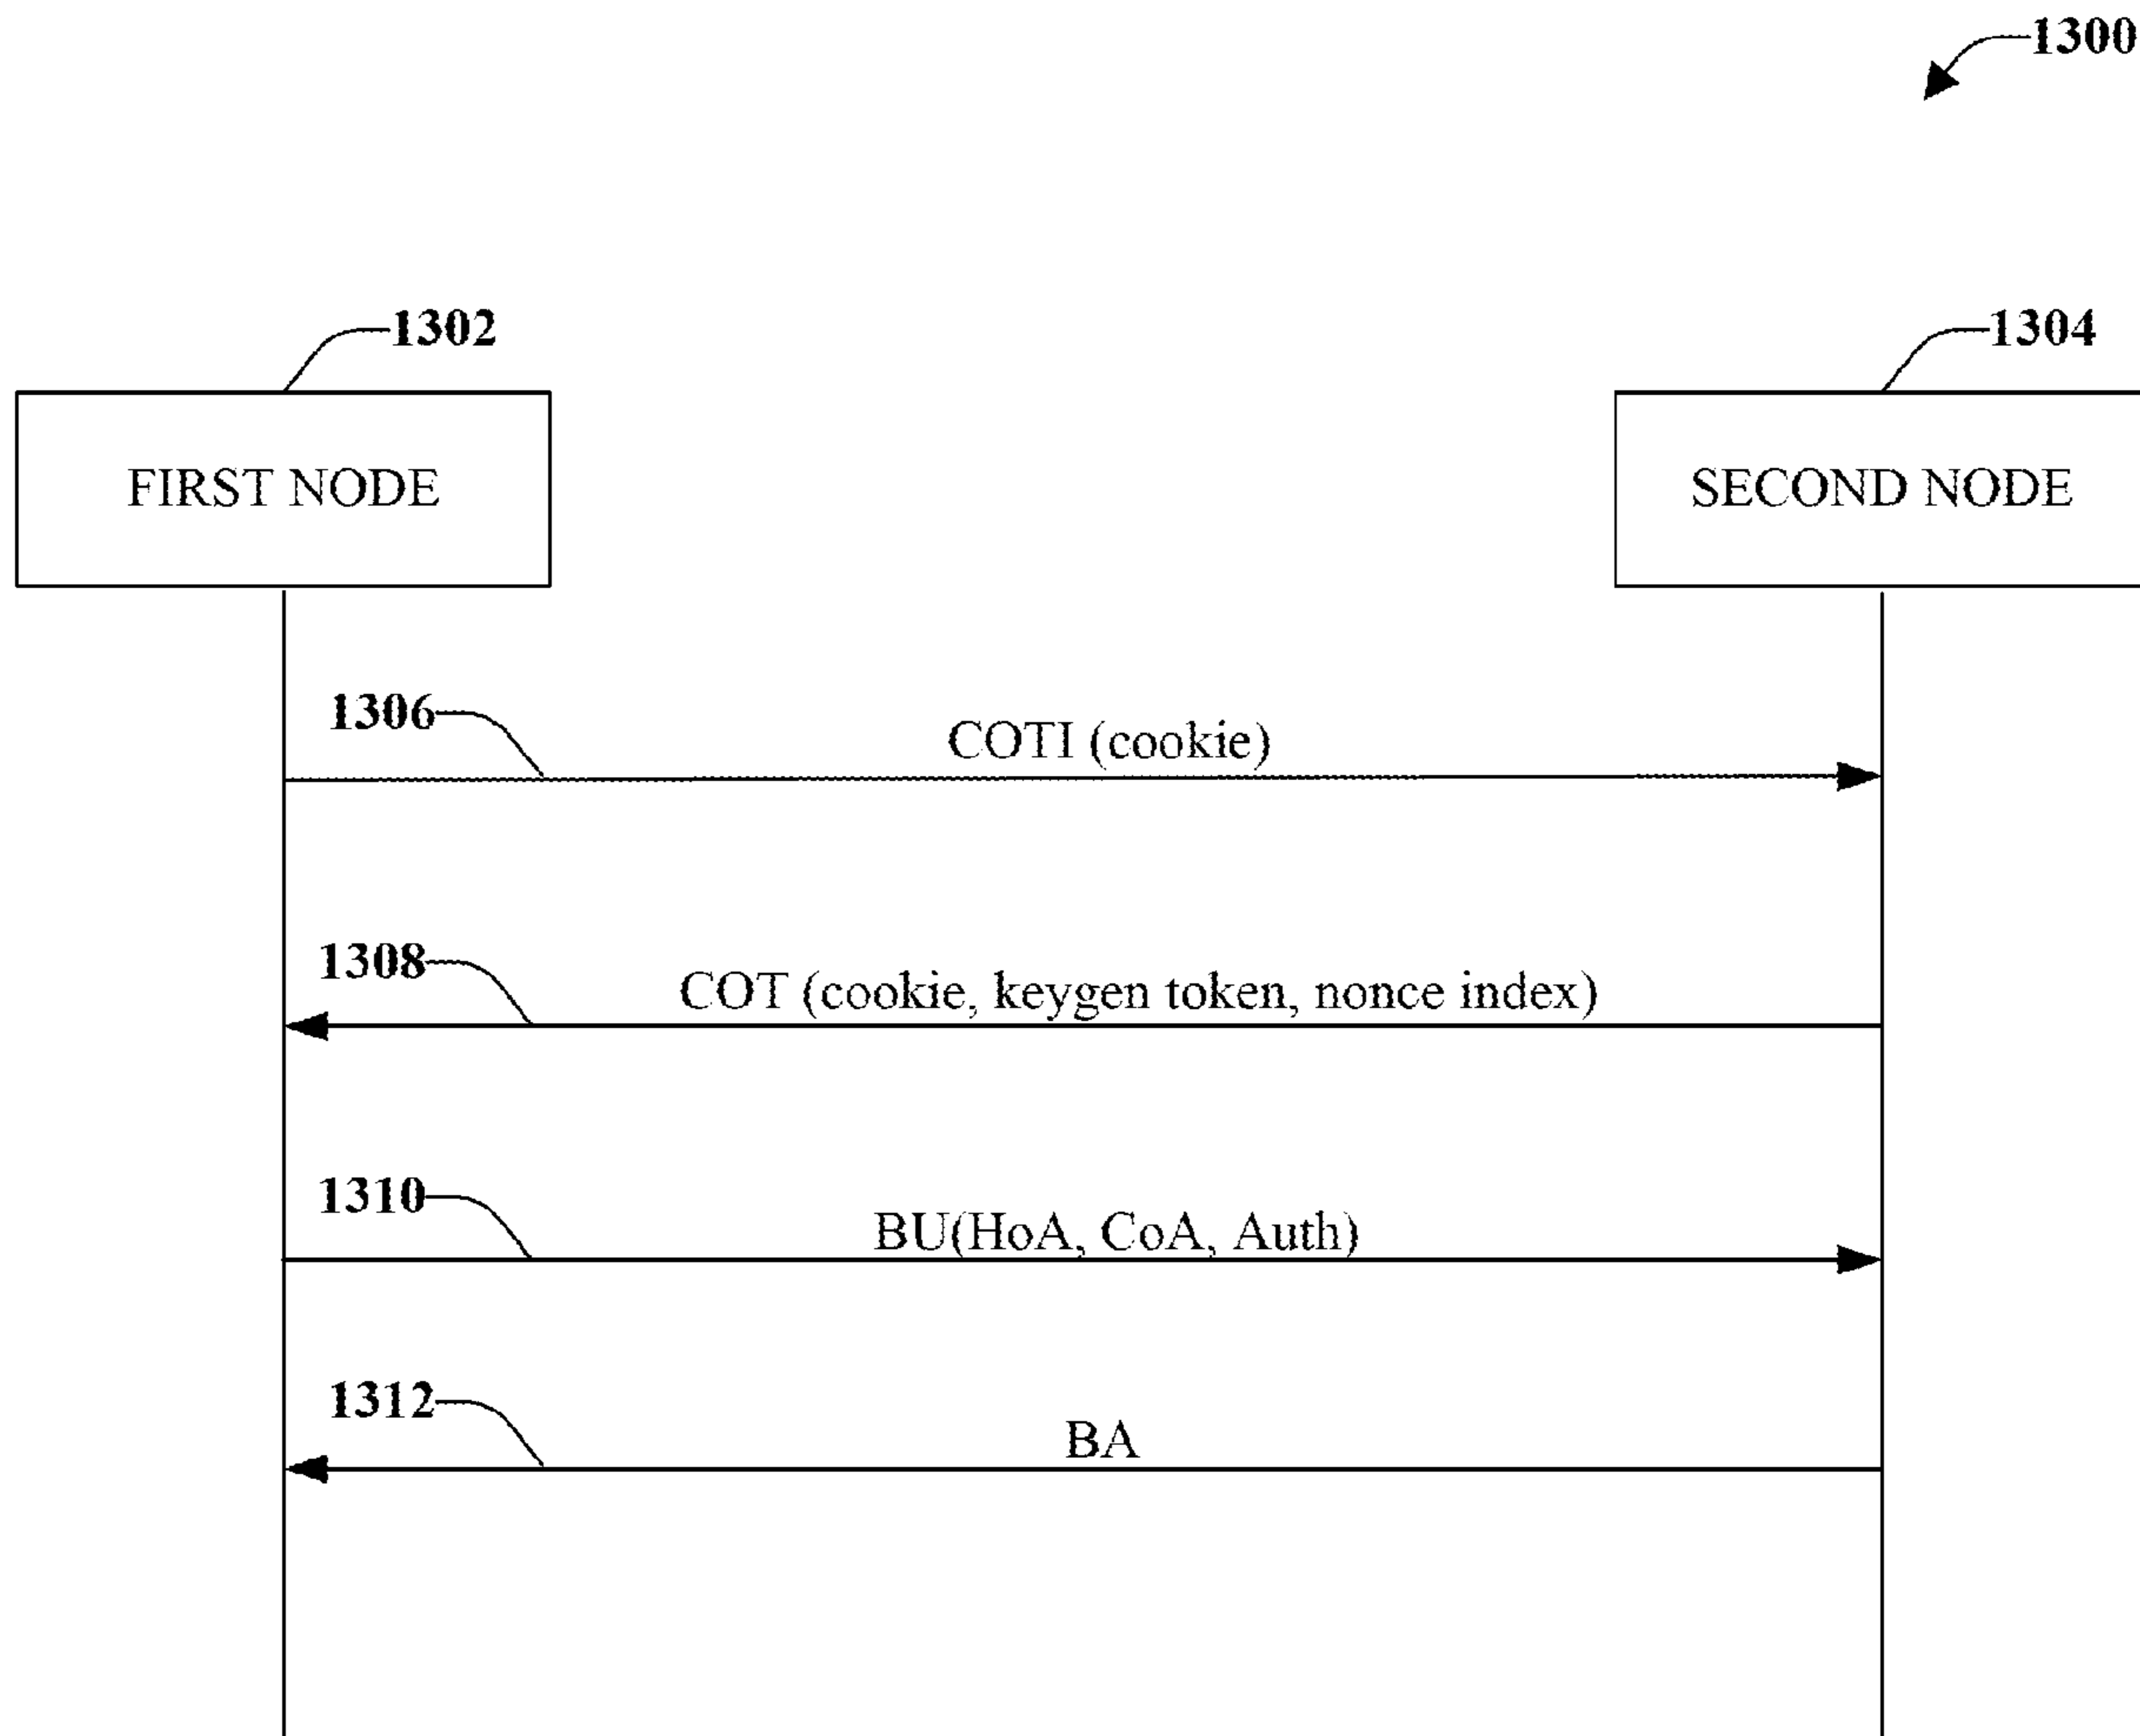 1300
1302
1304
FIRST NODE
SECOND NODE
1306
COTI (cookie)
1308
COT (cookie, keygen token, nonce index)
1310
BU(HoA, CoA, Auth)
1312
BA